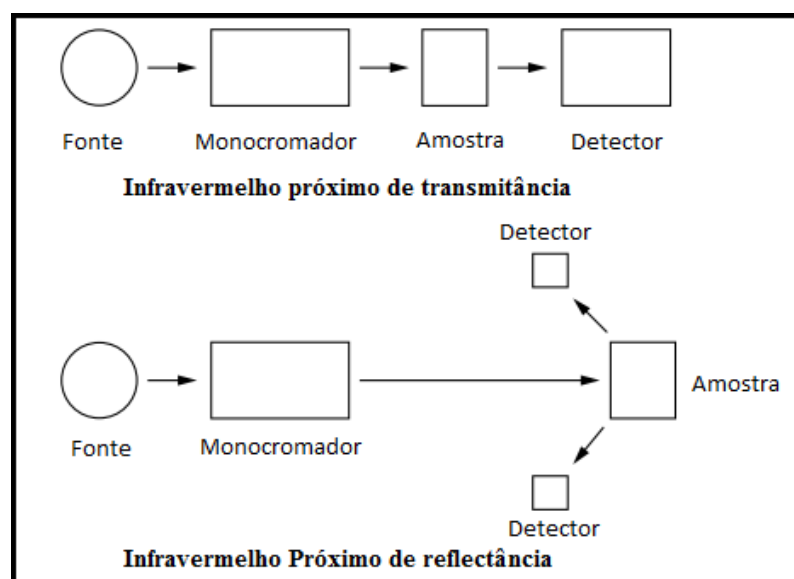 Fonte Monocromador Amostra Detector
Infravermelho próximo de transmitância
Detector
Amostra
Fonte Monocromador
Detector
Infravermelho Próximo de reflectância